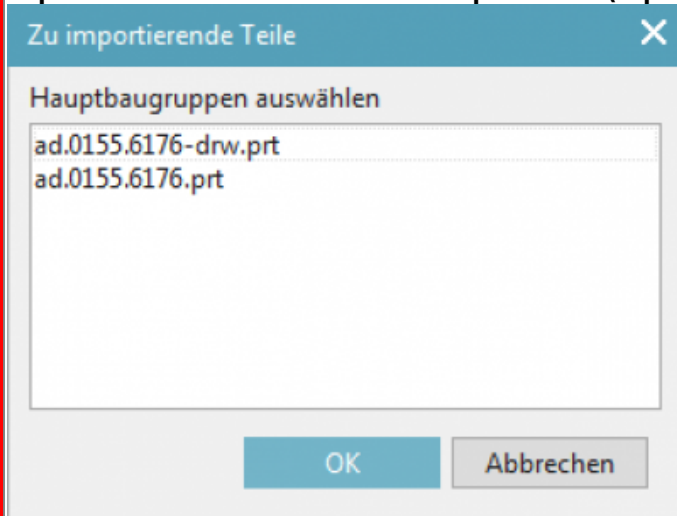 Zu importierende Teile
Hauptbaugruppen auswählen
ad.0155.6176-drw.prt
ad.0155.6176.prt
OK
Abbrechen